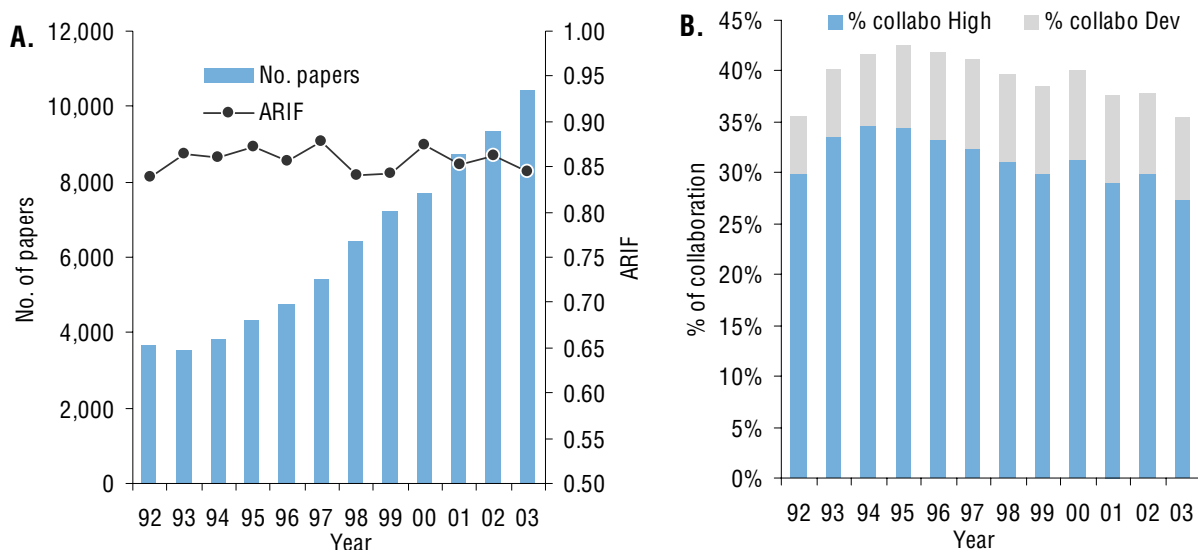 A.
12,000
10,000
8,000
6,000
4,000
2,000
0
No. of papers
No. papers
ARIF
1.00
0.95
0.90
0.85
0.80
0.75
0.70
0.65
0.60
0.55
0.50
ARIF
92 93 94 95 96 97 98 99 00 01 02 03
Year
B.
% collabo High % collabo Dev
45%
40%
35%
30%
25%
20%
15%
10%
5%
0%
% of collaboration
92 93 94 95 96 97 98 99 00 01 02 03
Year